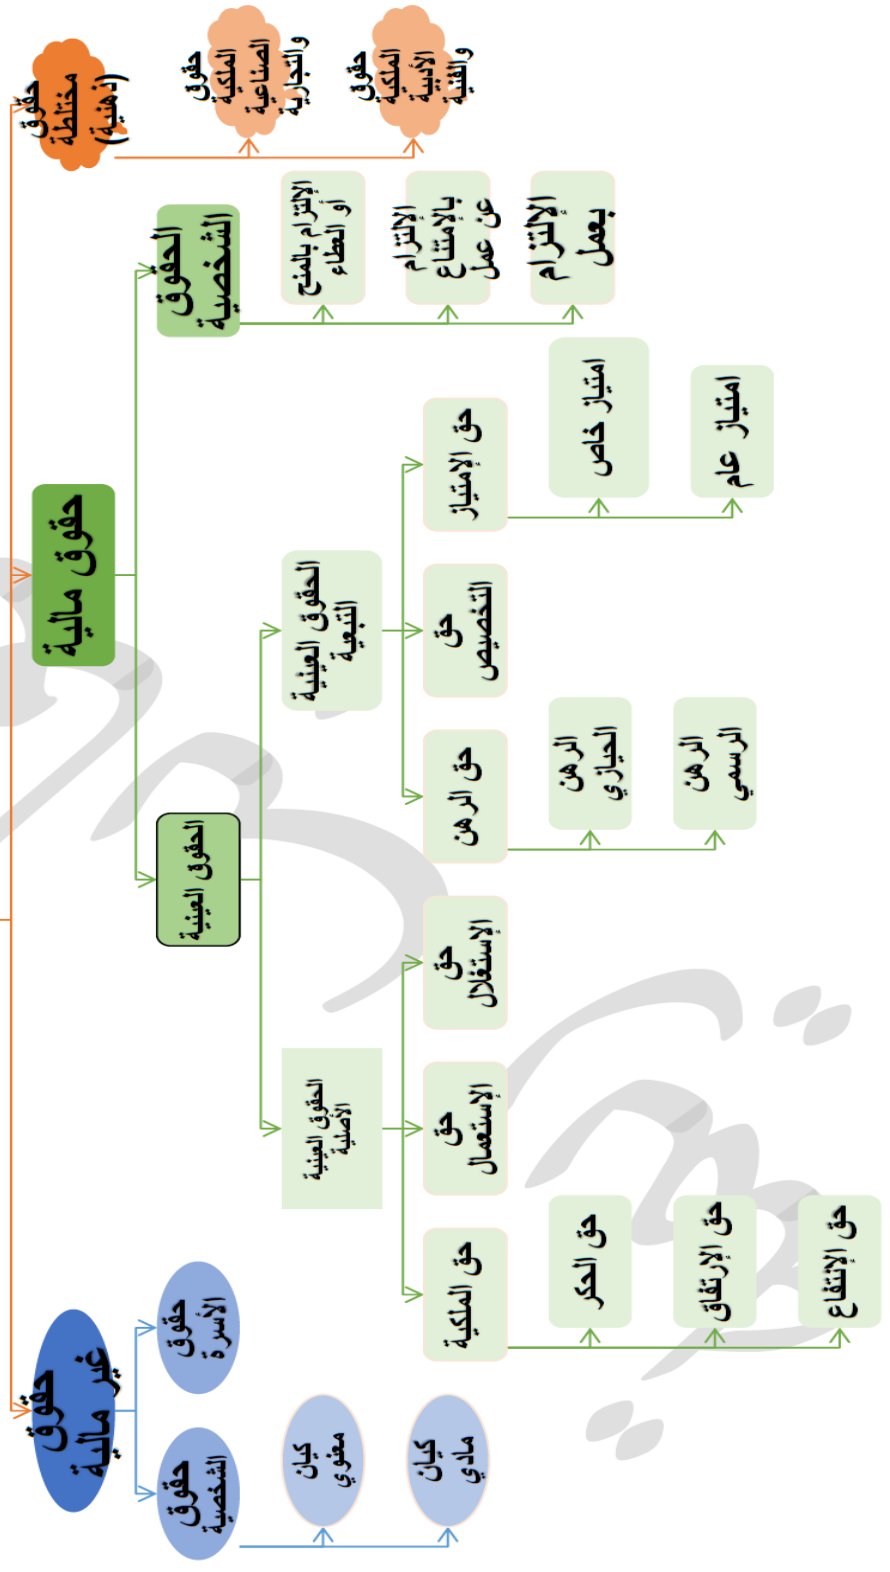 حقوق
مختلطة
(ذهنية)
حقوق
الملكية
الصناعية
والتجارية
حقوق
الملكية
الأدبية
والفنية
حقوق مالية
الحقوق
الشخصية
الإلتزام بالمنح
أو العطاء
الإلتزام
بالإمتناع
عن عمل
الإلتزام
بعمل
الحقوق العينية
الحقوق العينية
التبعية
حق الإمتياز
امتياز خاص
امتياز عام
حق
التخصيص
حق الرهن
الرهن
الحيازي
الرهن
الرسمي
الحقوق العينية
الأصلية
حق
الإستغلال
حق
الإستعمال
حق الملكية
حق الحكر
حق الإرتفاق
حق الإنتفاع
حقوق
غير مالية
حقوق
الأسرة
حقوق
الشخصية
كيان
معنوي
كيان
مادي